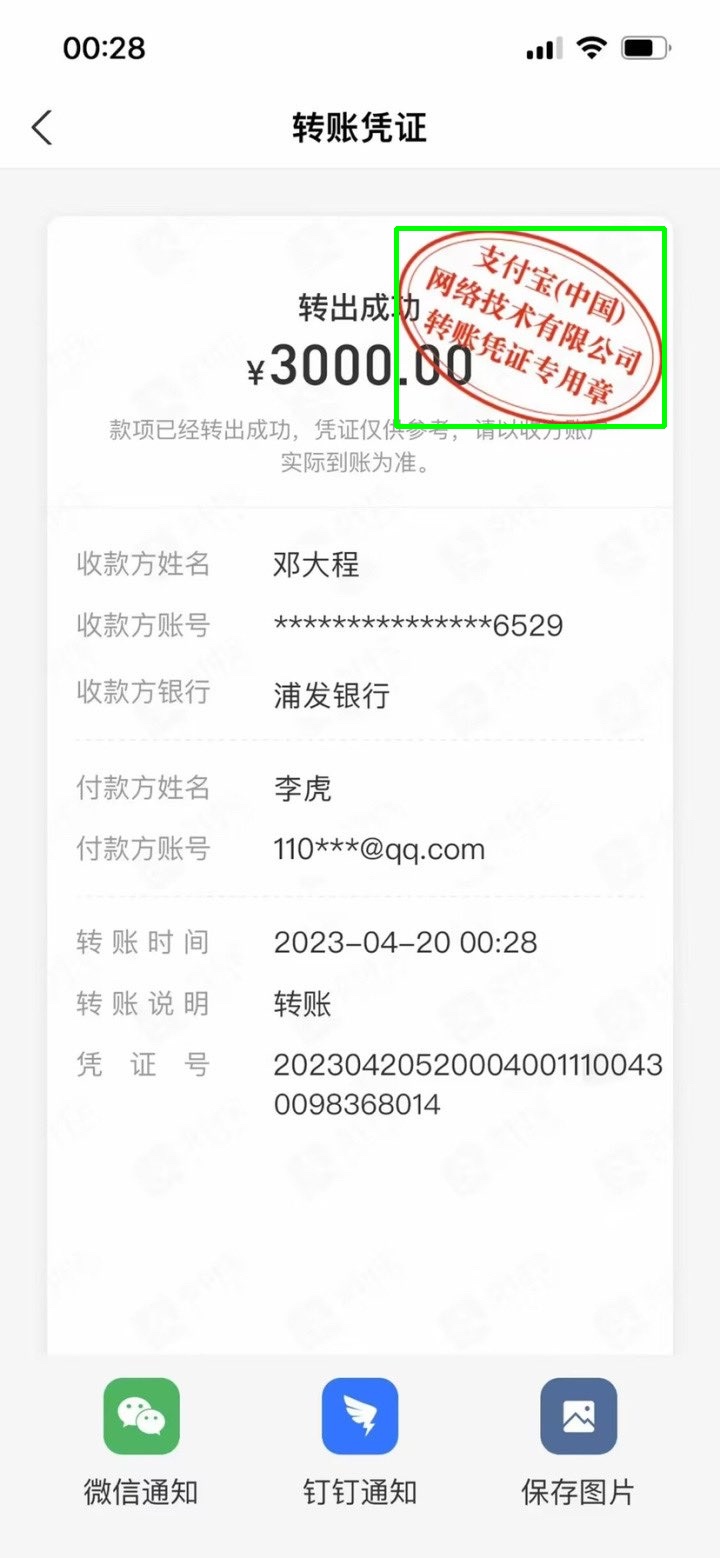 00:28
转账凭证
支付宝(中国)
网络技术有限公司
转账凭证专用章
转出成功
¥3000.00
款项已经转出成功，凭证仅供参考，请以收方账户
实际到账为准。
收款方姓名 邓大程
收款方账号 ***************6529
收款方银行 浦发银行
付款方姓名 李虎
付款方账号 110***@qq.com
转账时间 2023-04-20 00:28
转账说明 转账
凭证号 20230420520004001110043
0098368014
微信通知 钉钉通知 保存图片